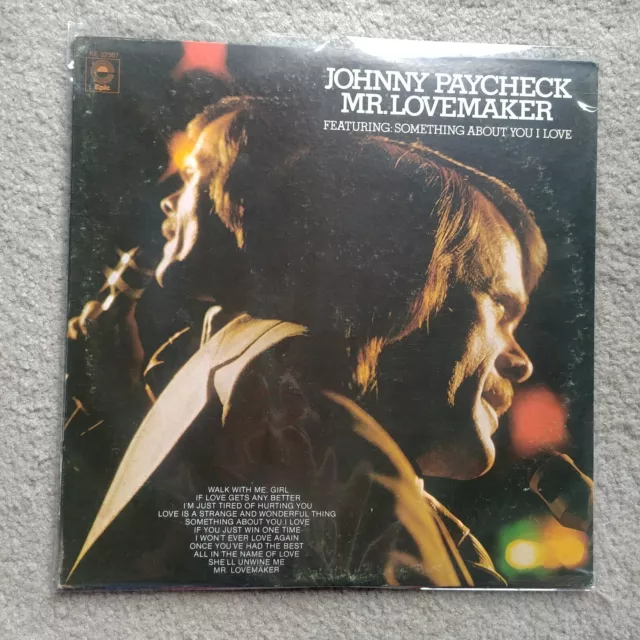 Epic
JOHNNY PAYCHECK
MR. LOVEMAKER
FEATURING: SOMETHING ABOUT YOU I LOVE
WALK WITH ME, GIRL
IF LOVE GETS ANY BETTER
I'M JUST TIRED OF HURTING YOU
LOVE IS A STRANGE AND WONDERFUL THING
SOMETHING ABOUT YOU I LOVE
IF YOU JUST WIN ONE TIME
I WON'T EVER LOVE AGAIN
ONCE YOU'VE HAD THE BEST
ALL IN THE NAME OF LOVE
SHE'LL UNWINE ME
MR. LOVEMAKER